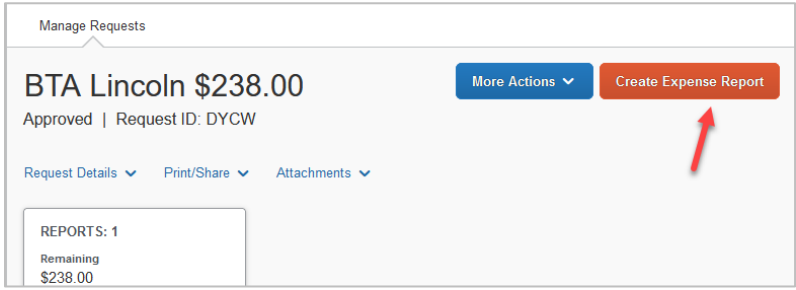 Manage Requests
BTA Lincoln $238.00
More Actions
Create Expense Report
Approved | Request ID: DYCW
Request Details
Print/Share
Attachments
REPORTS: 1
Remaining
$238.00